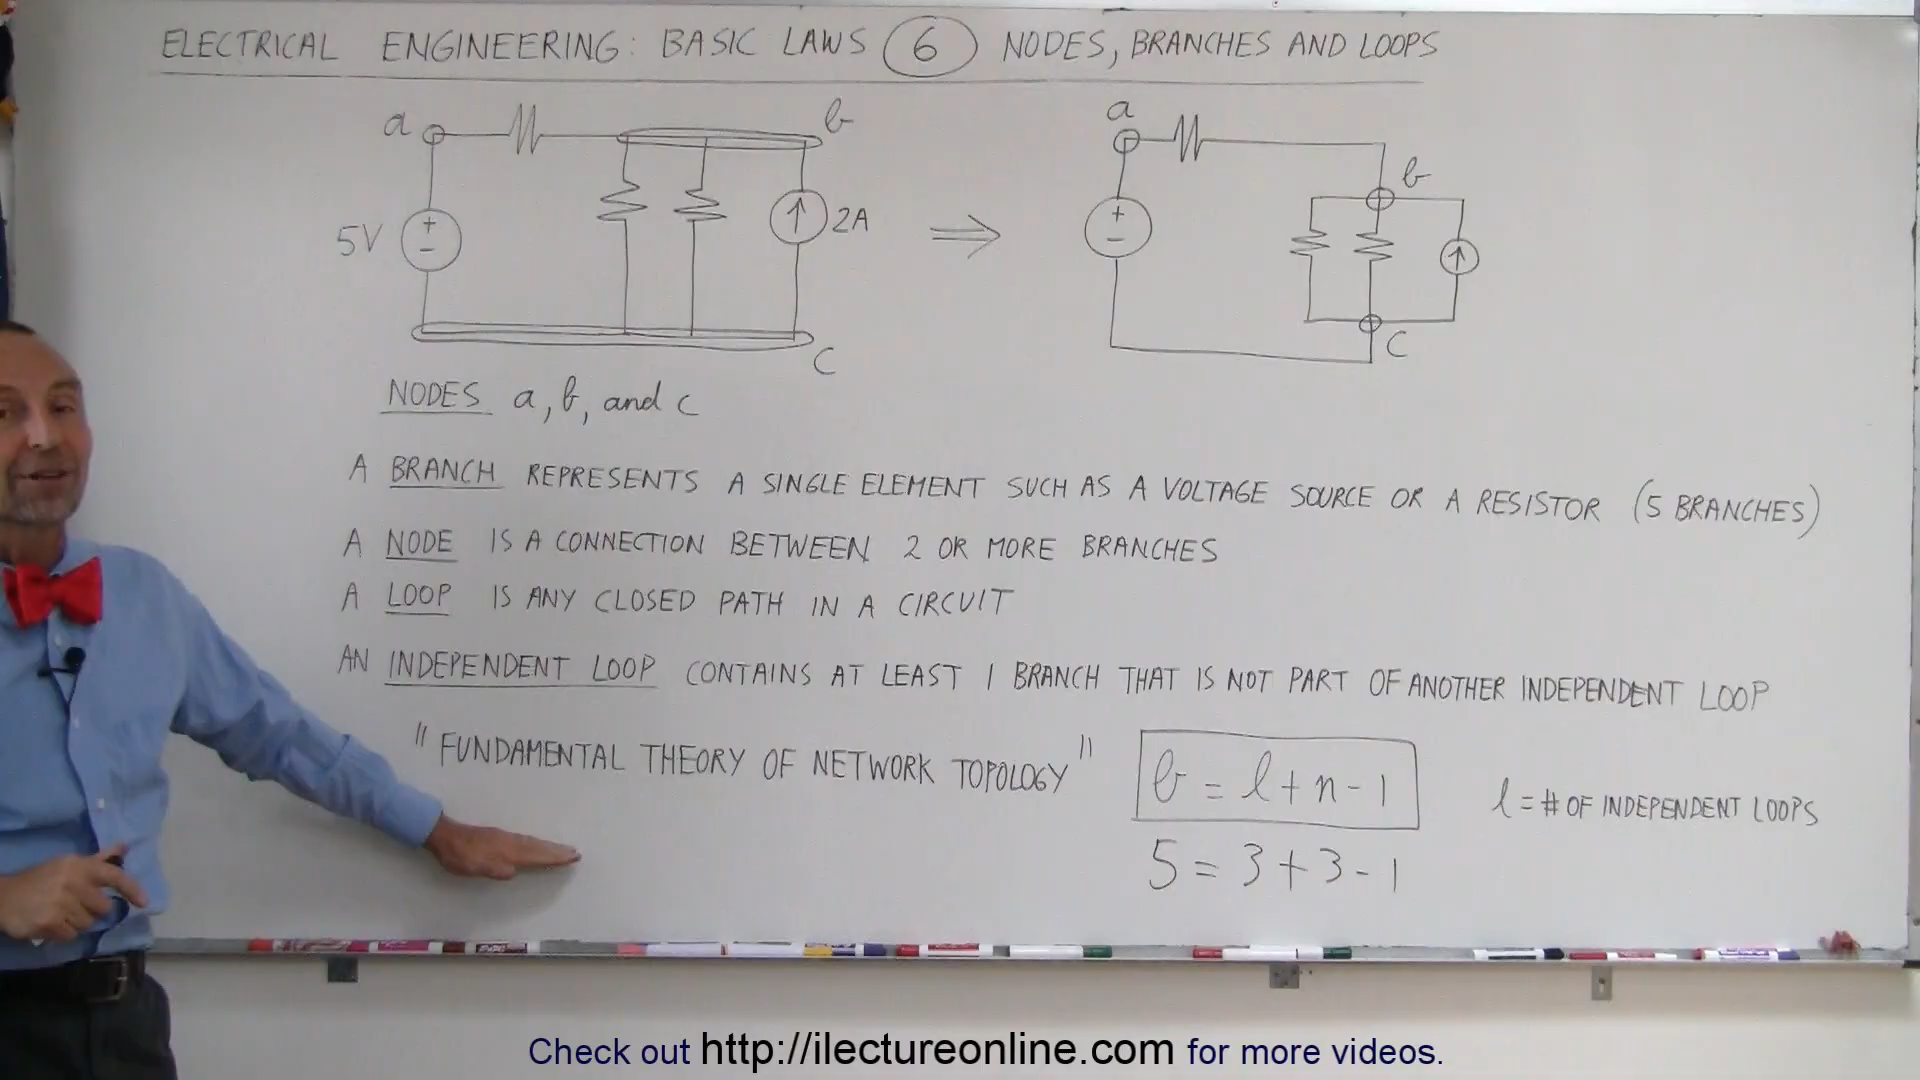 ELECTRICAL ENGINEERING: BASIC LAWS 6 NODES, BRANCHES AND LOOPS
a
b
5V
+
-
2A
C
⇒
a
b
+
-
C
NODES a, b, and c
A BRANCH REPRESENTS A SINGLE ELEMENT SUCH AS A VOLTAGE SOURCE OR A RESISTOR (5 BRANCHES)
A NODE IS A CONNECTION BETWEEN 2 OR MORE BRANCHES
A LOOP IS ANY CLOSED PATH IN A CIRCUIT
AN INDEPENDENT LOOP CONTAINS AT LEAST 1 BRANCH THAT IS NOT PART OF ANOTHER INDEPENDENT LOOP
"FUNDAMENTAL THEORY OF NETWORK TOPOLOGY" b = l + n - 1 l = # OF INDEPENDENT LOOPS
5 = 3 + 3 - 1
Check out http://ilectureonline.com for more videos.